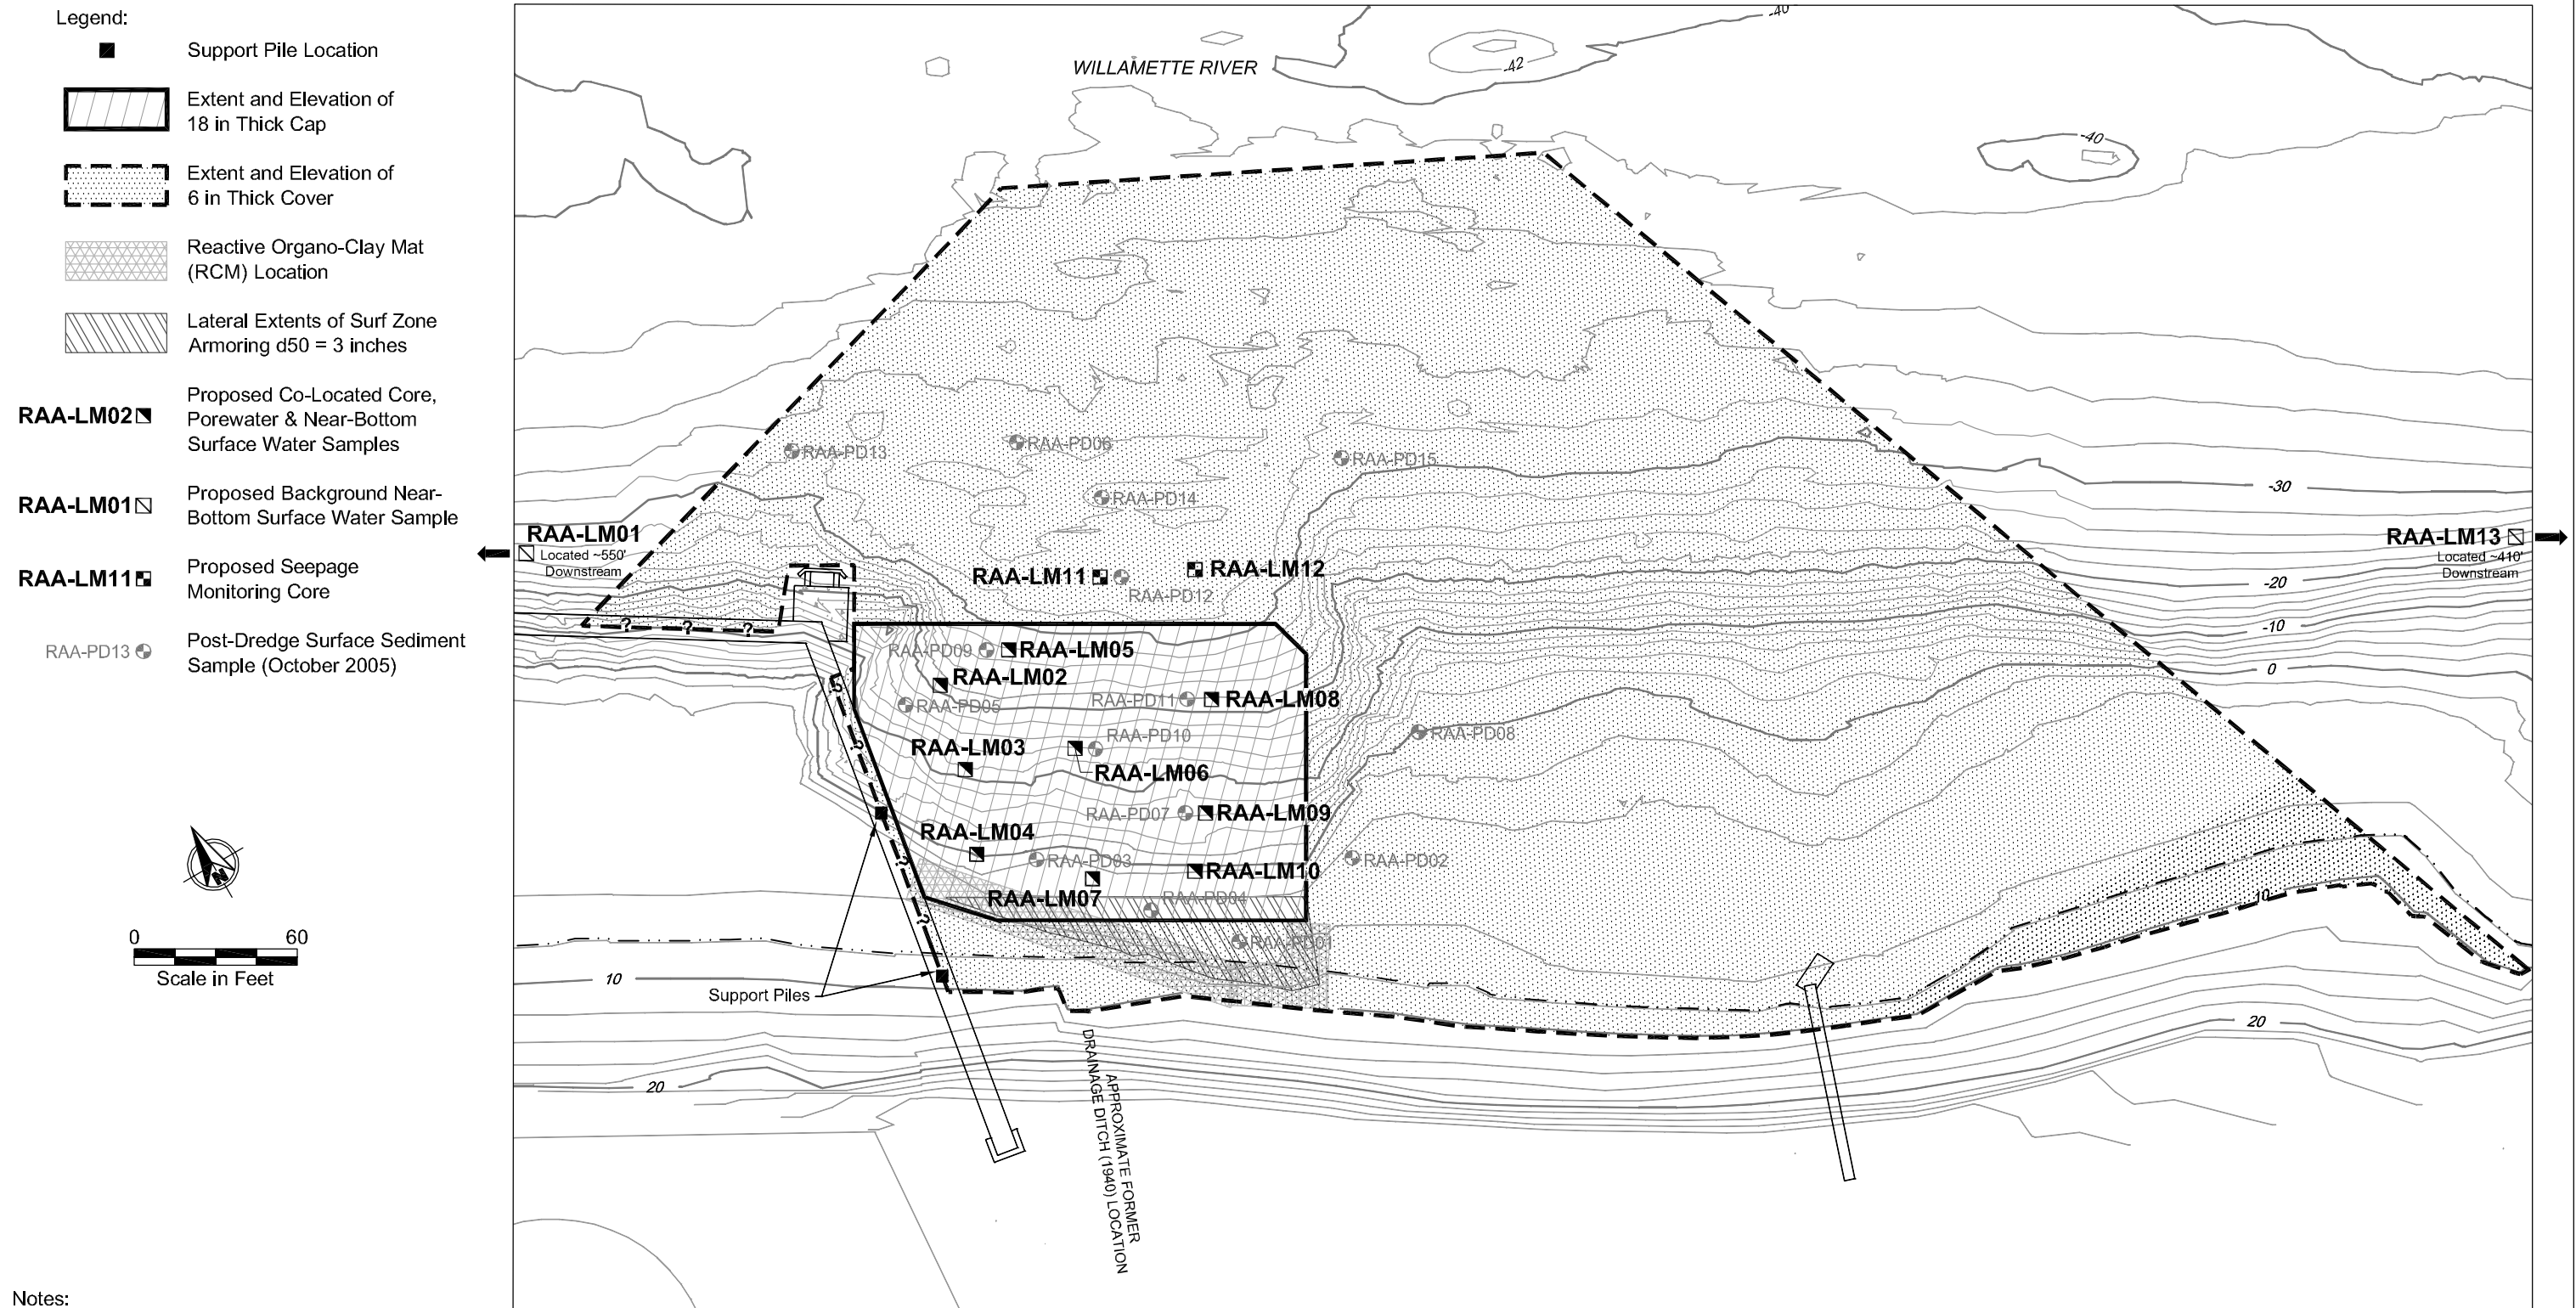 Legend:
Support Pile Location
Extent and Elevation of
18 in Thick Cap
Extent and Elevation of
6 in Thick Cover
Reactive Organo-Clay Mat
(RCM) Location
Lateral Extents of Surf Zone
Armoring d50 = 3 inches
RAA-LM02
Proposed Co-Located Core,
Porewater & Near-Bottom
Surface Water Samples
RAA-LM01
Proposed Background Near-
Bottom Surface Water Sample
RAA-LM11
Proposed Seepage
Monitoring Core
RAA-PD13
Post-Dredge Surface Sediment
Sample (October 2005)
N
0 60
Scale in Feet
Notes:
-40
WILLAMETTE RIVER
-42
-40
RAA-PD13
RAA-PD06
RAA-PD15
RAA-PD14
-30
RAA-LM01
Located ~550'
Downstream
RAA-LM13
Located ~410'
Downstream
RAA-LM11
RAA-LM12
RAA-PD12
-20
-10
0
? ? ?
RAA-PD09
RAA-LM05
RAA-LM02
RAA-PD05
RAA-PD11
RAA-LM08
RAA-PD08
RAA-LM03
RAA-PD10
RAA-LM06
RAA-PD07
RAA-LM09
RAA-LM04
RAA-PD03
RAA-PD02
RAA-LM10
RAA-LM07
RAA-PD04
RAA-PD01
?
?
?
10
10
Support Piles
20
20
APPROXIMATE FORMER
DRAINAGE DITCH (1940) LOCATION